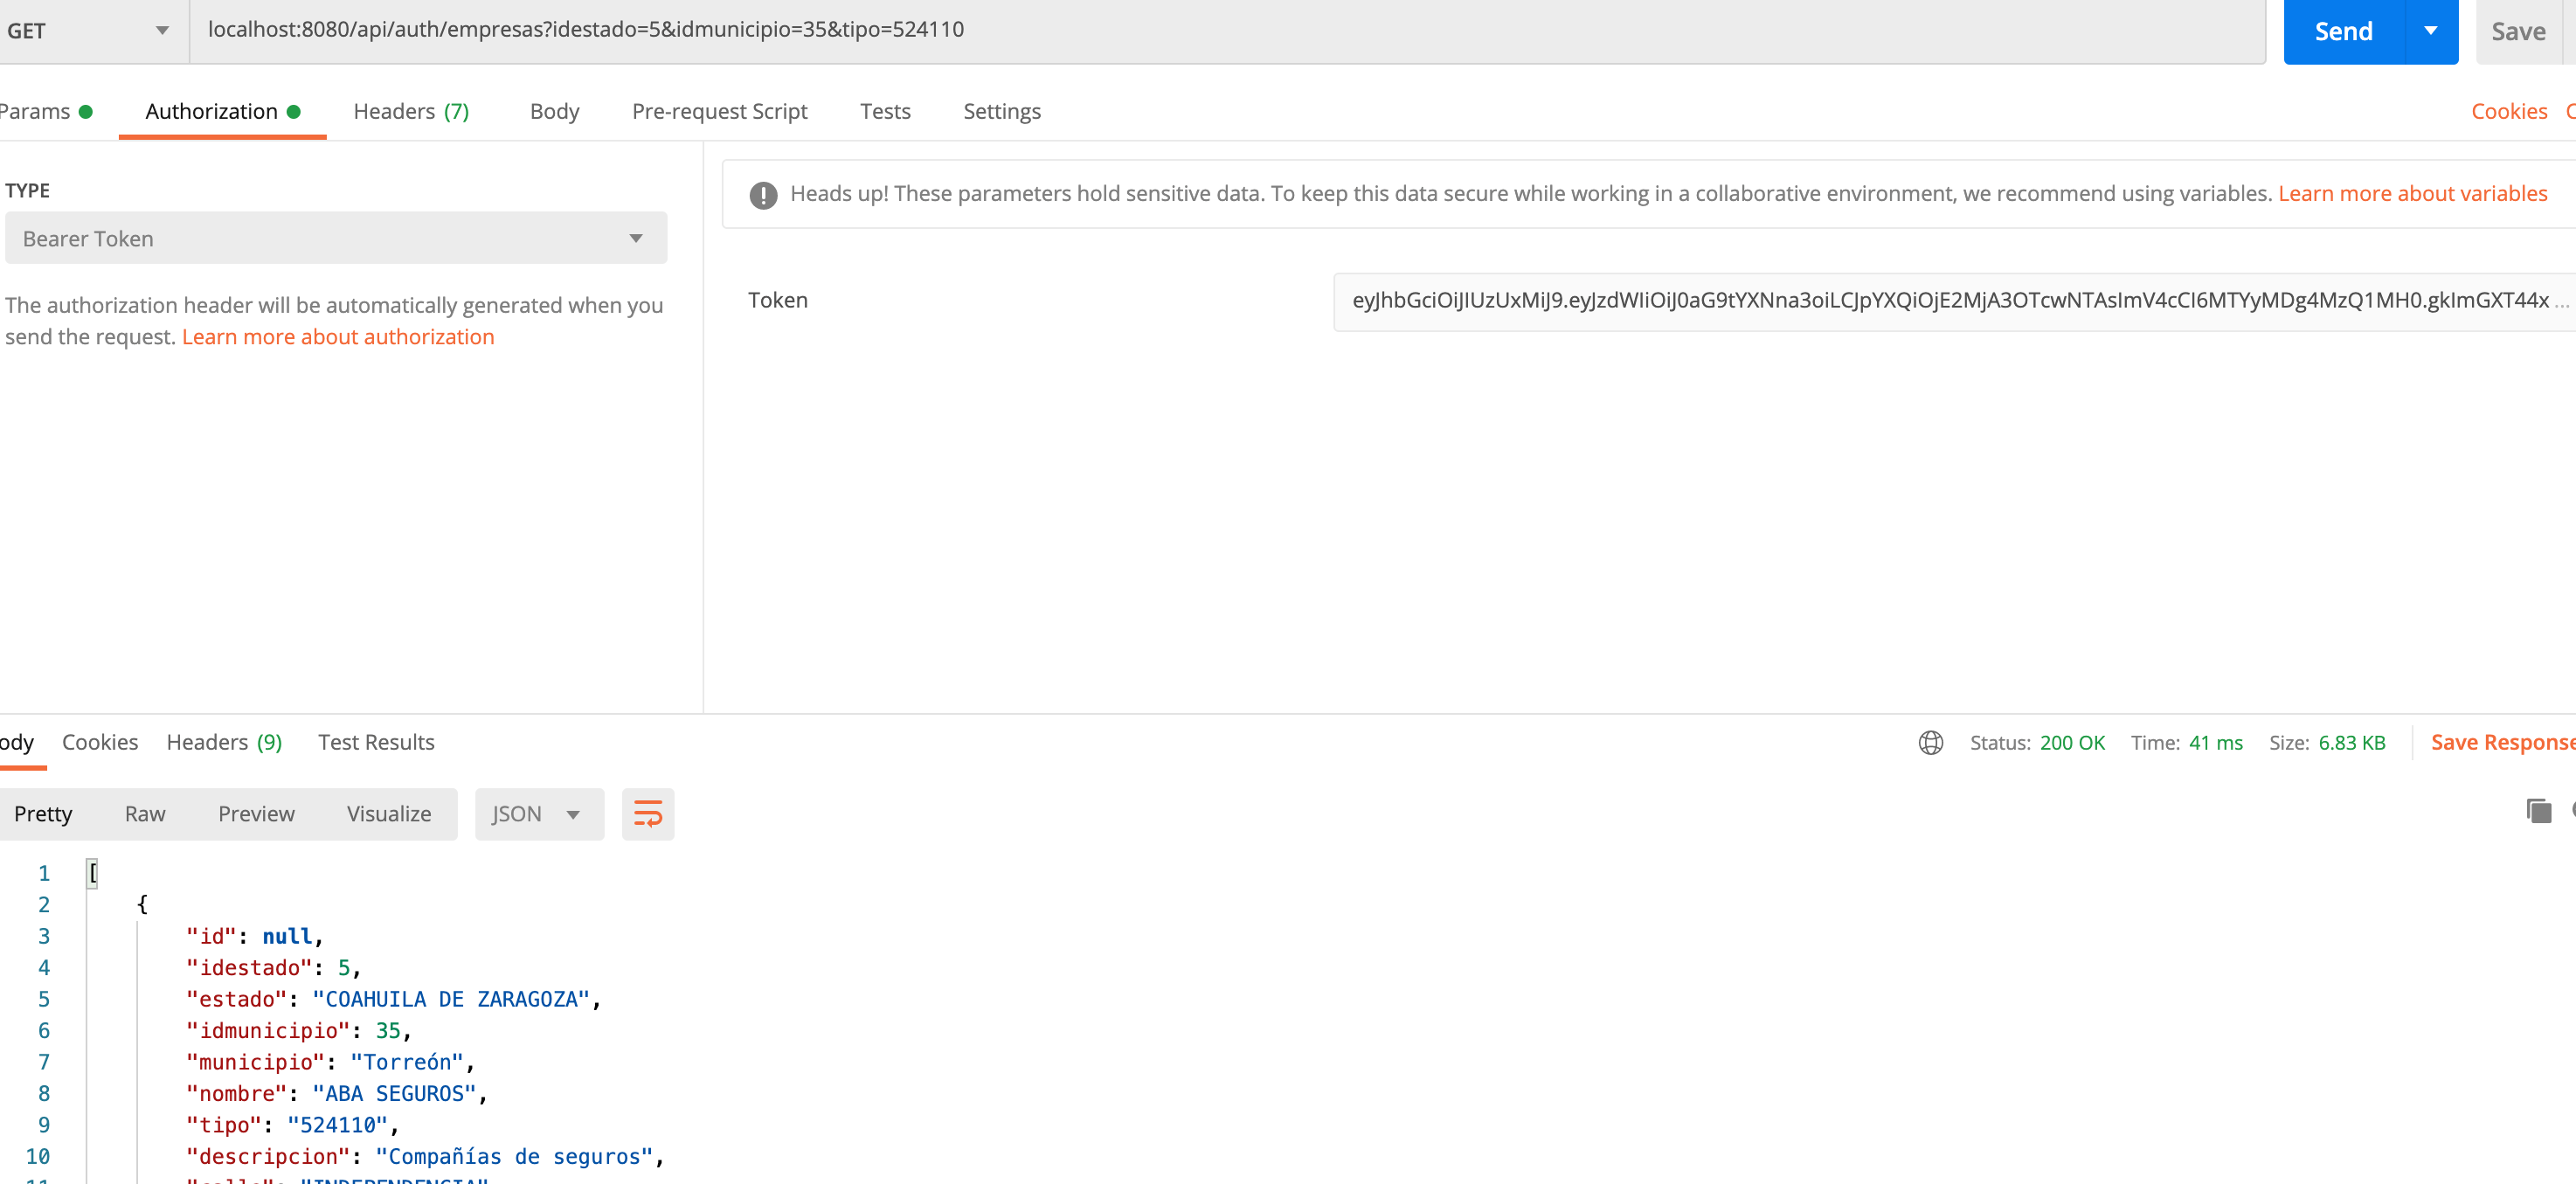 GET localhost:8080/api/auth/empresas?idestado=5&idmunicipio=35&tipo=524110 Send Save
Params Authorization Headers (7) Body Pre-request Script Tests Settings Cookies
TYPE
Bearer Token
The authorization header will be automatically generated when you
send the request. Learn more about authorization
Heads up! These parameters hold sensitive data. To keep this data secure while working in a collaborative environment, we recommend using variables. Learn more about variables
Token eyJhbGciOiJIUzUxMiJ9.eyJzdWIiOiJ0aG9tYXNna3oiLCJpYXQiOjE2MjA3OTcwNTAsImV4cCI6MTYyMDg4MzQ1MH0.gkImGXT44x ...
ody Cookies Headers (9) Test Results Status: 200 OK Time: 41 ms Size: 6.83 KB Save Response
Pretty Raw Preview Visualize JSON
1 [
2 {
3 "id": null,
4 "idestado": 5,
5 "estado": "COAHUILA DE ZARAGOZA",
6 "idmunicipio": 35,
7 "municipio": "Torreón",
8 "nombre": "ABA SEGUROS",
9 "tipo": "524110",
10 "descripcion": "Compañías de seguros",
11 "calle": "INDEPENDENCIA"